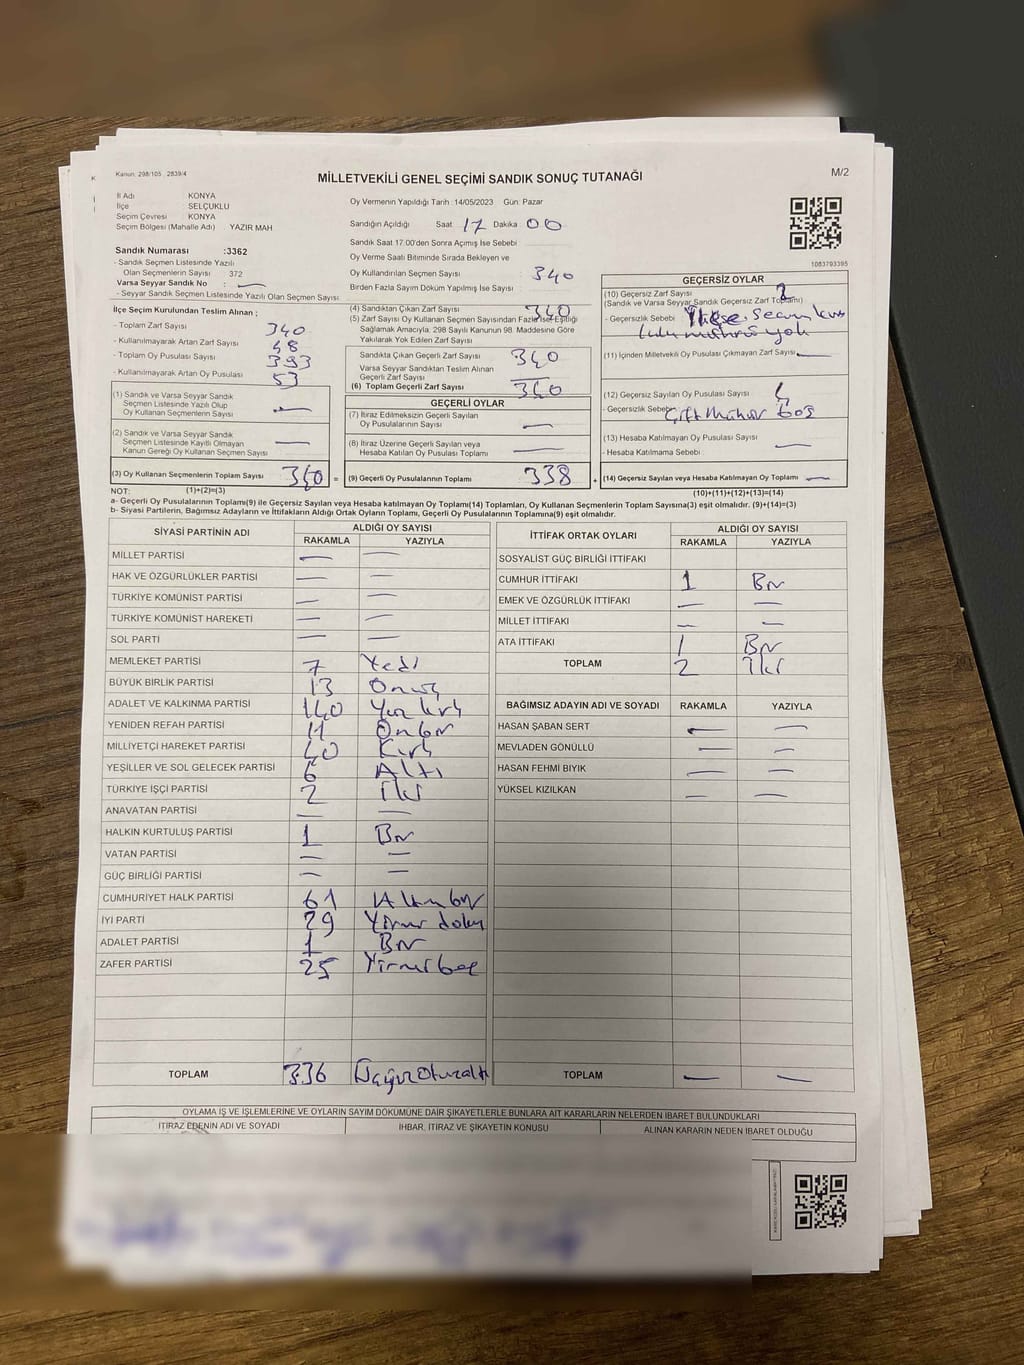 Kanun: 298/105, 2839/4
MİLLETVEKİLİ GENEL SEÇİMİ SANDIK SONUÇ TUTANAĞI
M/2
İl Adı KONYA
İlçe SELÇUKLU
Seçim Çevresi KONYA
Seçim Bölgesi (Mahalle Adı) YAZIR MAH
Sandık Numarası :3362
- Sandık Seçmen Listesinde Yazılı
Olan Seçmenlerin Sayısı 372
Varsa Seyyar Sandık No : —
- Seyyar Sandık Seçmen Listesinde Yazılı Olan Seçmen Sayısı:
Oy Vermenin Yapıldığı Tarih :14/05/2023 Gün: Pazar
Sandığın Açıldığı Saat 17 Dakika 00
Sandık Saat 17.00'den Sonra Açımış İse Sebebi
Oy Verme Saati Bitiminde Sırada Bekleyen ve
Oy Kullandırılan Seçmen Sayısı : 340
Birden Fazla Sayım Döküm Yapılmış İse Sayısı :
1083793395
İlçe Seçim Kurulundan Teslim Alınan ;
- Toplam Zarf Sayısı 340
- Kullanılmayarak Artan Zarf Sayısı 48
- Toplam Oy Pusulası Sayısı 393
- Kullanılmayarak Artan Oy Pusulası 53
(1) Sandık ve Varsa Seyyar Sandık
Seçmen Listesinde Yazılı Olup
Oy Kullanan Seçmenlerin Sayısı —
(2) Sandık ve Varsa Seyyar Sandık
Seçmen Listesinde Kayıtlı Olmayan
Kanun Gereği Oy Kullanan Seçmen Sayısı —
(3) Oy Kullanan Seçmenlerin Toplam Sayısı 340 =
(4) Sandıktan Çıkan Zarf Sayısı 340
(5) Zarf Sayısı Oy Kullanan Seçmen Sayısından Fazla ise, Eşitliği
Sağlamak Amacıyla, 298 Sayılı Kanunun 98. Maddesine Göre
Yakılarak Yok Edilen Zarf Sayısı
Sandıkta Çıkan Geçerli Zarf Sayısı 340
Varsa Seyyar Sandıktan Teslim Alınan
Geçerli Zarf Sayısı —
(6) Toplam Geçerli Zarf Sayısı 340
GEÇERLİ OYLAR
(7) İtiraz Edilmeksizin Geçerli Sayılan
Oy Pusulalarının Sayısı —
(8) İtiraz Üzerine Geçerli Sayılan veya
Hesaba Katılan Oy Pusulası Toplamı —
(9) Geçerli Oy Pusulalarının Toplamı 338 +
GEÇERSİZ OYLAR
(10) Geçersiz Zarf Sayısı
(Sandık ve Varsa Seyyar Sandık Geçersiz Zarf Toplamı)
- Geçersizlik Sebebi
yok
(11) İçinden Milletvekili Oy Pusulası Çıkmayan Zarf Sayısı —
(12) Geçersiz Sayılan Oy Pusulası Sayısı
- Geçersizlik Sebebi Çift Mühür boş
(13) Hesaba Katılmayan Oy Pusulası Sayısı —
- Hesaba Katılmama Sebebi
(14) Geçersiz Sayılan veya Hesaba Katılmayan Oy Toplamı —
NOT: (1)+(2)=(3) (10)+(11)+(12)+(13)=(14)
a- Geçerli Oy Pusulalarının Toplamı(9) ile Geçersiz Sayılan veya Hesaba katılmayan Oy Toplamı(14) Toplamları, Oy Kullanan Seçmenlerin Toplam Sayısına(3) eşit olmalıdır. (9)+(14)=(3)
b- Siyasi Partilerin, Bağımsız Adayların ve İttifakların Aldığı Ortak Oyların Toplamı, Geçerli Oy Pusulalarının Toplamına(9) eşit olmalıdır.
SİYASİ PARTİNİN ADI ALDIĞI OY SAYISI
RAKAMLA YAZIYLA
MİLLET PARTİSİ — —
HAK VE ÖZGÜRLÜKLER PARTİSİ — —
TÜRKİYE KOMÜNİST PARTİSİ — —
TÜRKİYE KOMÜNİST HAREKETİ — —
SOL PARTİ — —
MEMLEKET PARTİSİ 7 Yedi
BÜYÜK BİRLİK PARTİSİ 13 Onüç
ADALET VE KALKINMA PARTİSİ 140 Yüz kırk
YENİDEN REFAH PARTİSİ 11 Onbir
MİLLİYETÇİ HAREKET PARTİSİ 40 Kırk
YEŞİLLER VE SOL GELECEK PARTİSİ 6 Altı
TÜRKİYE İŞÇİ PARTİSİ 2 İki
ANAVATAN PARTİSİ — —
HALKIN KURTULUŞ PARTİSİ 1 Bir
VATAN PARTİSİ — —
GÜÇ BİRLİĞİ PARTİSİ — —
CUMHURİYET HALK PARTİSİ 61 Altmışbir
İYİ PARTİ 29 Yirmi dokuz
ADALET PARTİSİ 1 Bir
ZAFER PARTİSİ 25 Yirmi beş
TOPLAM 336 Üçyüzotuzaltı
İTTİFAK ORTAK OYLARI ALDIĞI OY SAYISI
RAKAMLA YAZIYLA
SOSYALİST GÜÇ BİRLİĞİ İTTİFAKI
CUMHUR İTTİFAKI 1 Bir
EMEK VE ÖZGÜRLÜK İTTİFAKI — —
MİLLET İTTİFAKI — —
ATA İTTİFAKI 1 Bir
TOPLAM 2 İki
BAĞIMSIZ ADAYIN ADI VE SOYADI RAKAMLA YAZIYLA
HASAN ŞABAN SERT — —
MEVLADEN GÖNÜLLÜ — —
HASAN FEHMİ BIYIK — —
YÜKSEL KIZILKAN — —
TOPLAM — —
OYLAMA İŞ VE İŞLEMLERİNE VE OYLARIN SAYIM DÖKÜMÜNE DAİR ŞİKAYETLERLE BUNLARA AİT KARARLARIN NELERDEN İBARET BULUNDUKLARI
İTİRAZ EDENİN ADI VE SOYADI İHBAR, İTİRAZ VE ŞİKAYETİN KONUSU ALINAN KARARIN NEDEN İBARET OLDUĞU